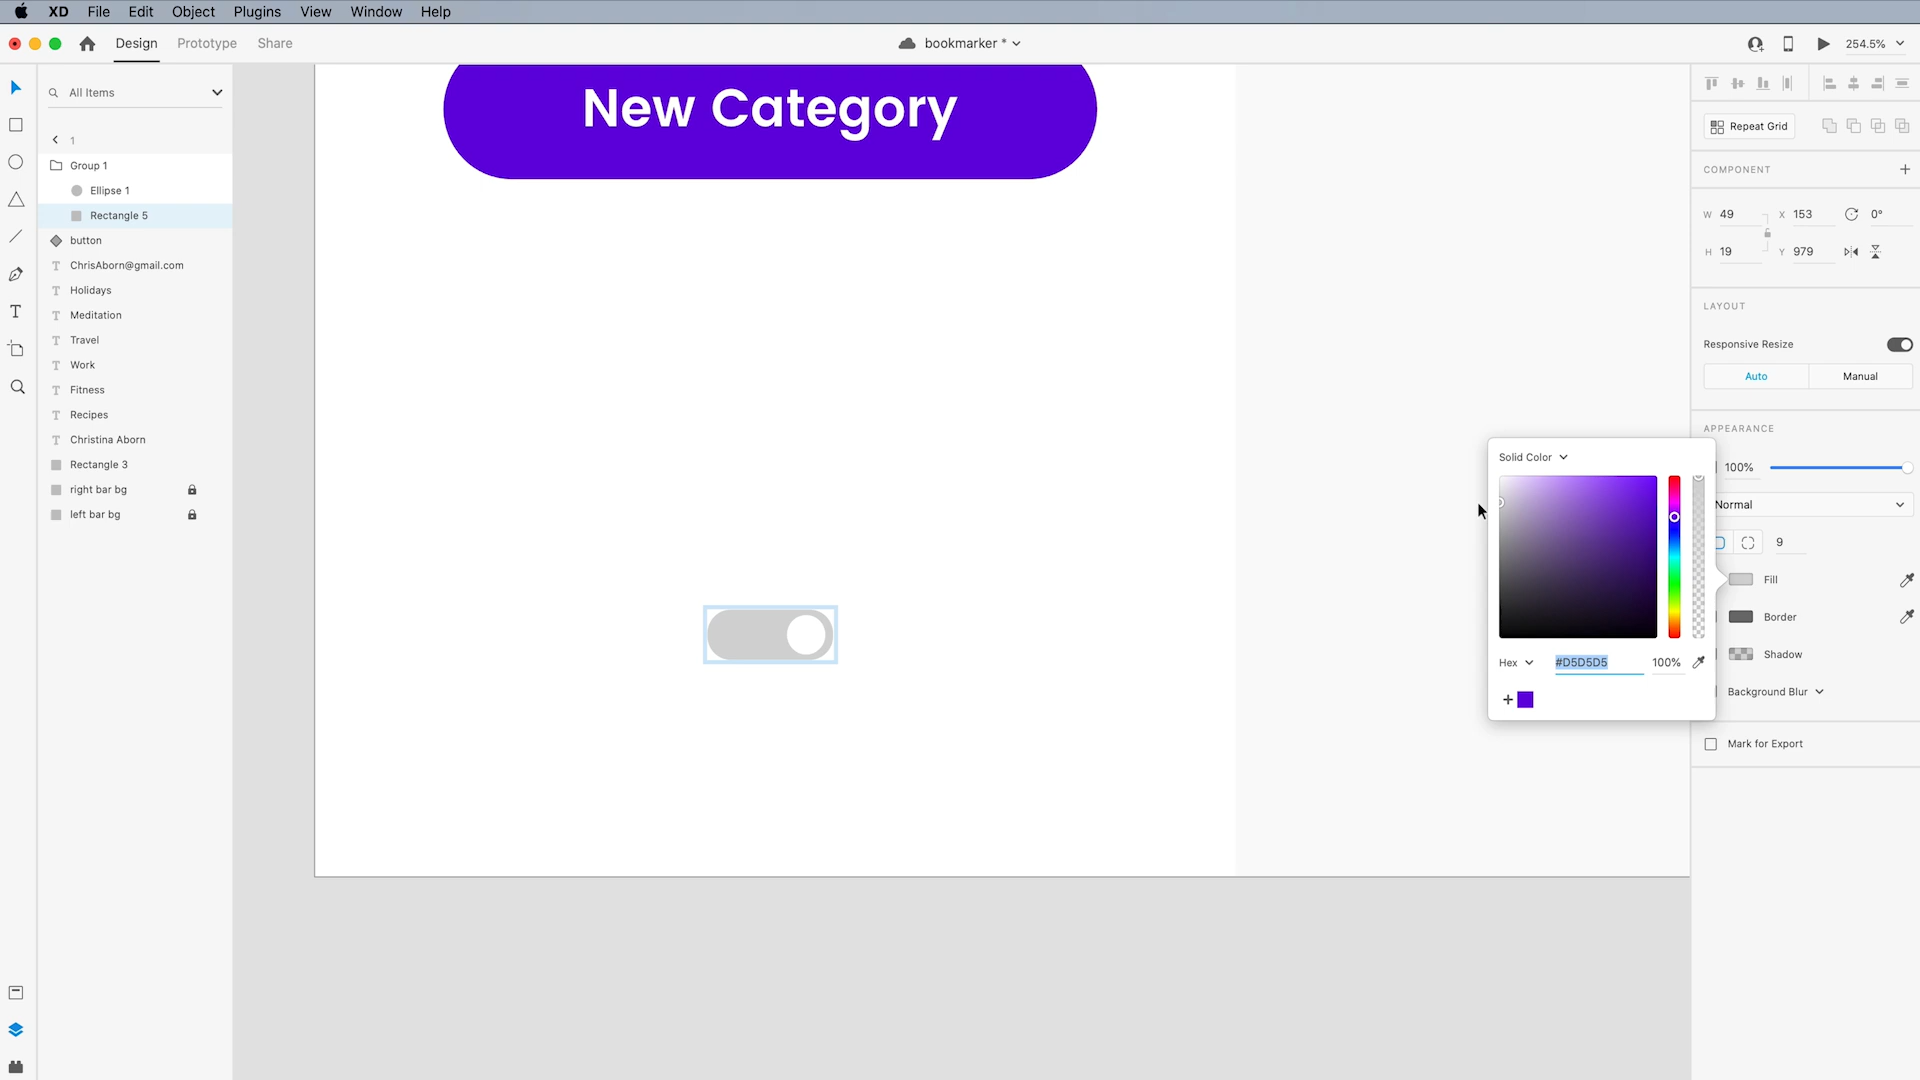 XD File Edit Object Plugins View Window Help
Design Prototype Share
bookmarker *
254.5%
All Items
1
Group 1
Ellipse 1
Rectangle 5
button
ChrisAborn@gmail.com
Holidays
Meditation
Travel
Work
Fitness
Recipes
Christina Aborn
Rectangle 3
right bar bg
left bar bg
New Category
Repeat Grid
COMPONENT
W 49 X 153 0°
H 19 Y 979
LAYOUT
Responsive Resize
Auto Manual
APPEARANCE
100%
Normal
9
Fill
Border
Shadow
Background Blur
Mark for Export
Solid Color
Hex #D5D5D5 100%